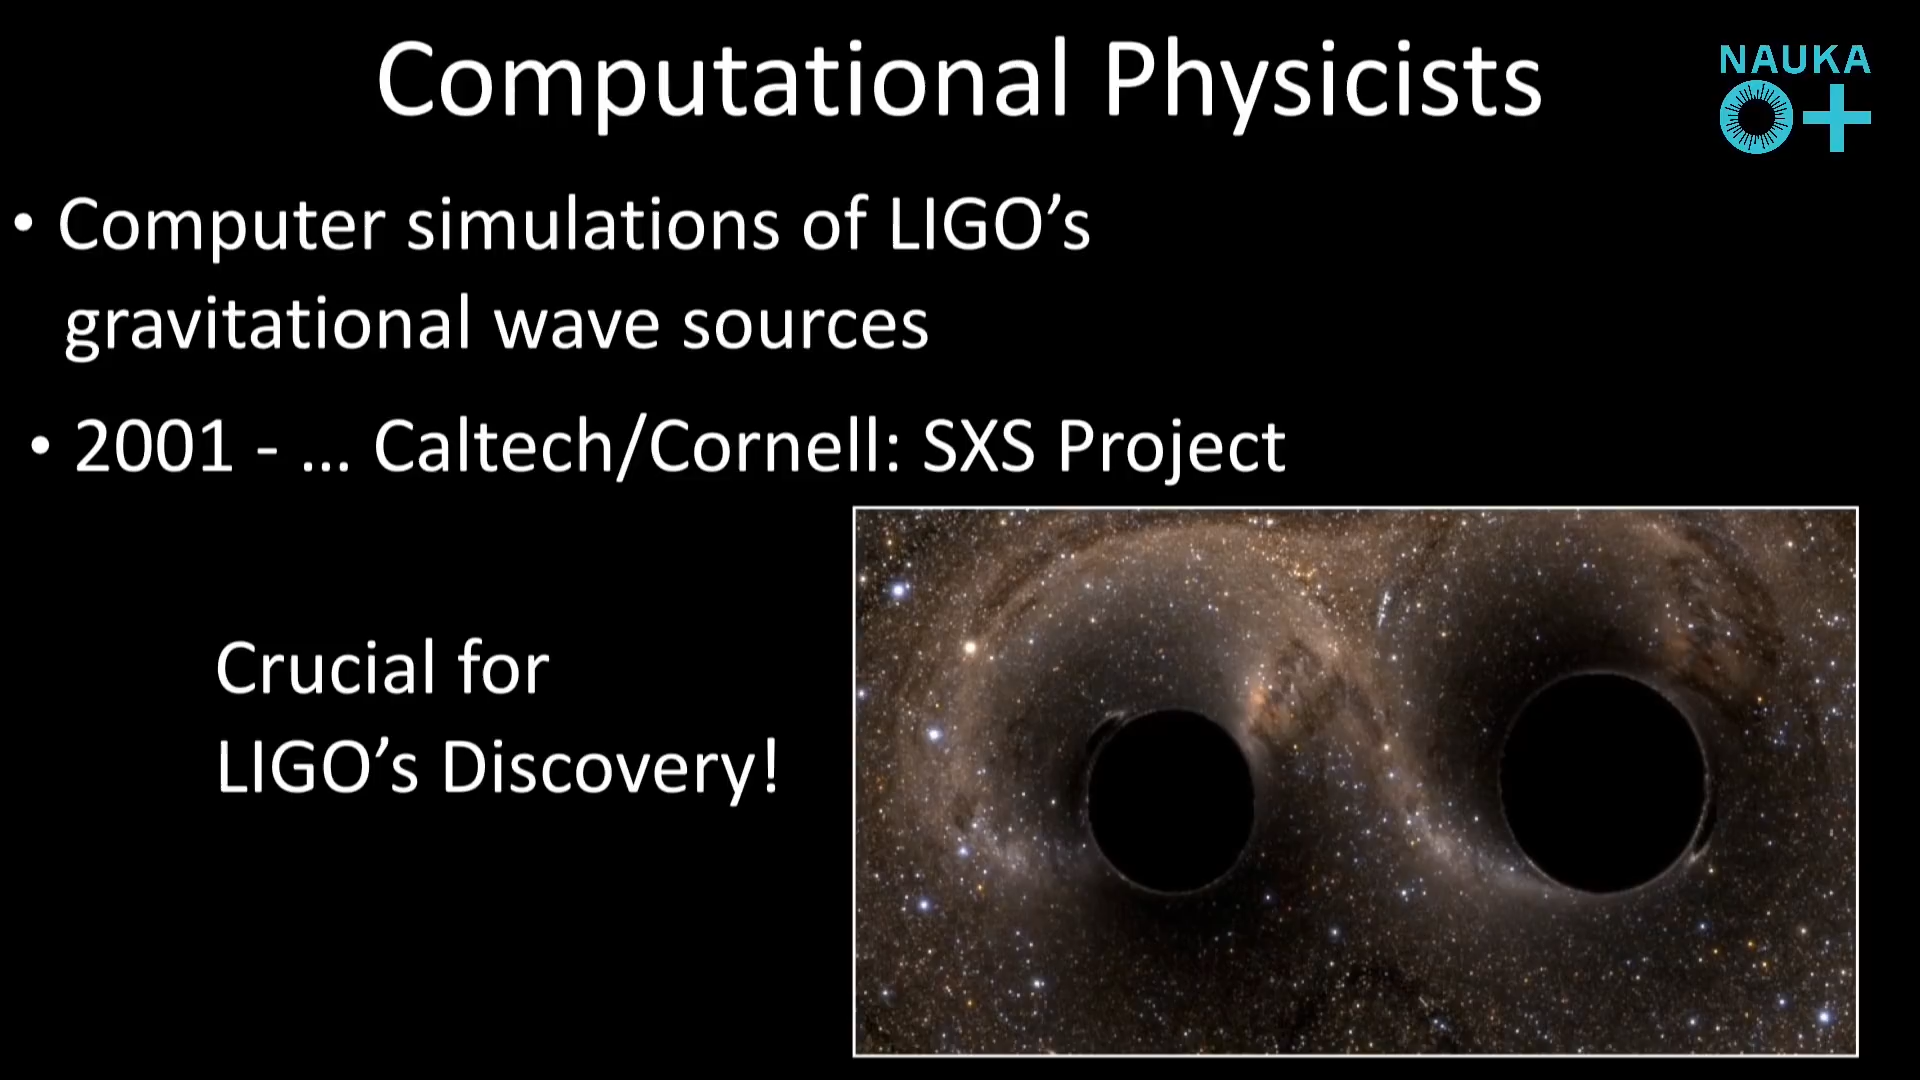 Computational Physicists
NAUKA
0+
• Computer simulations of LIGO’s
gravitational wave sources
• 2001 - … Caltech/Cornell: SXS Project
Crucial for
LIGO’s Discovery!